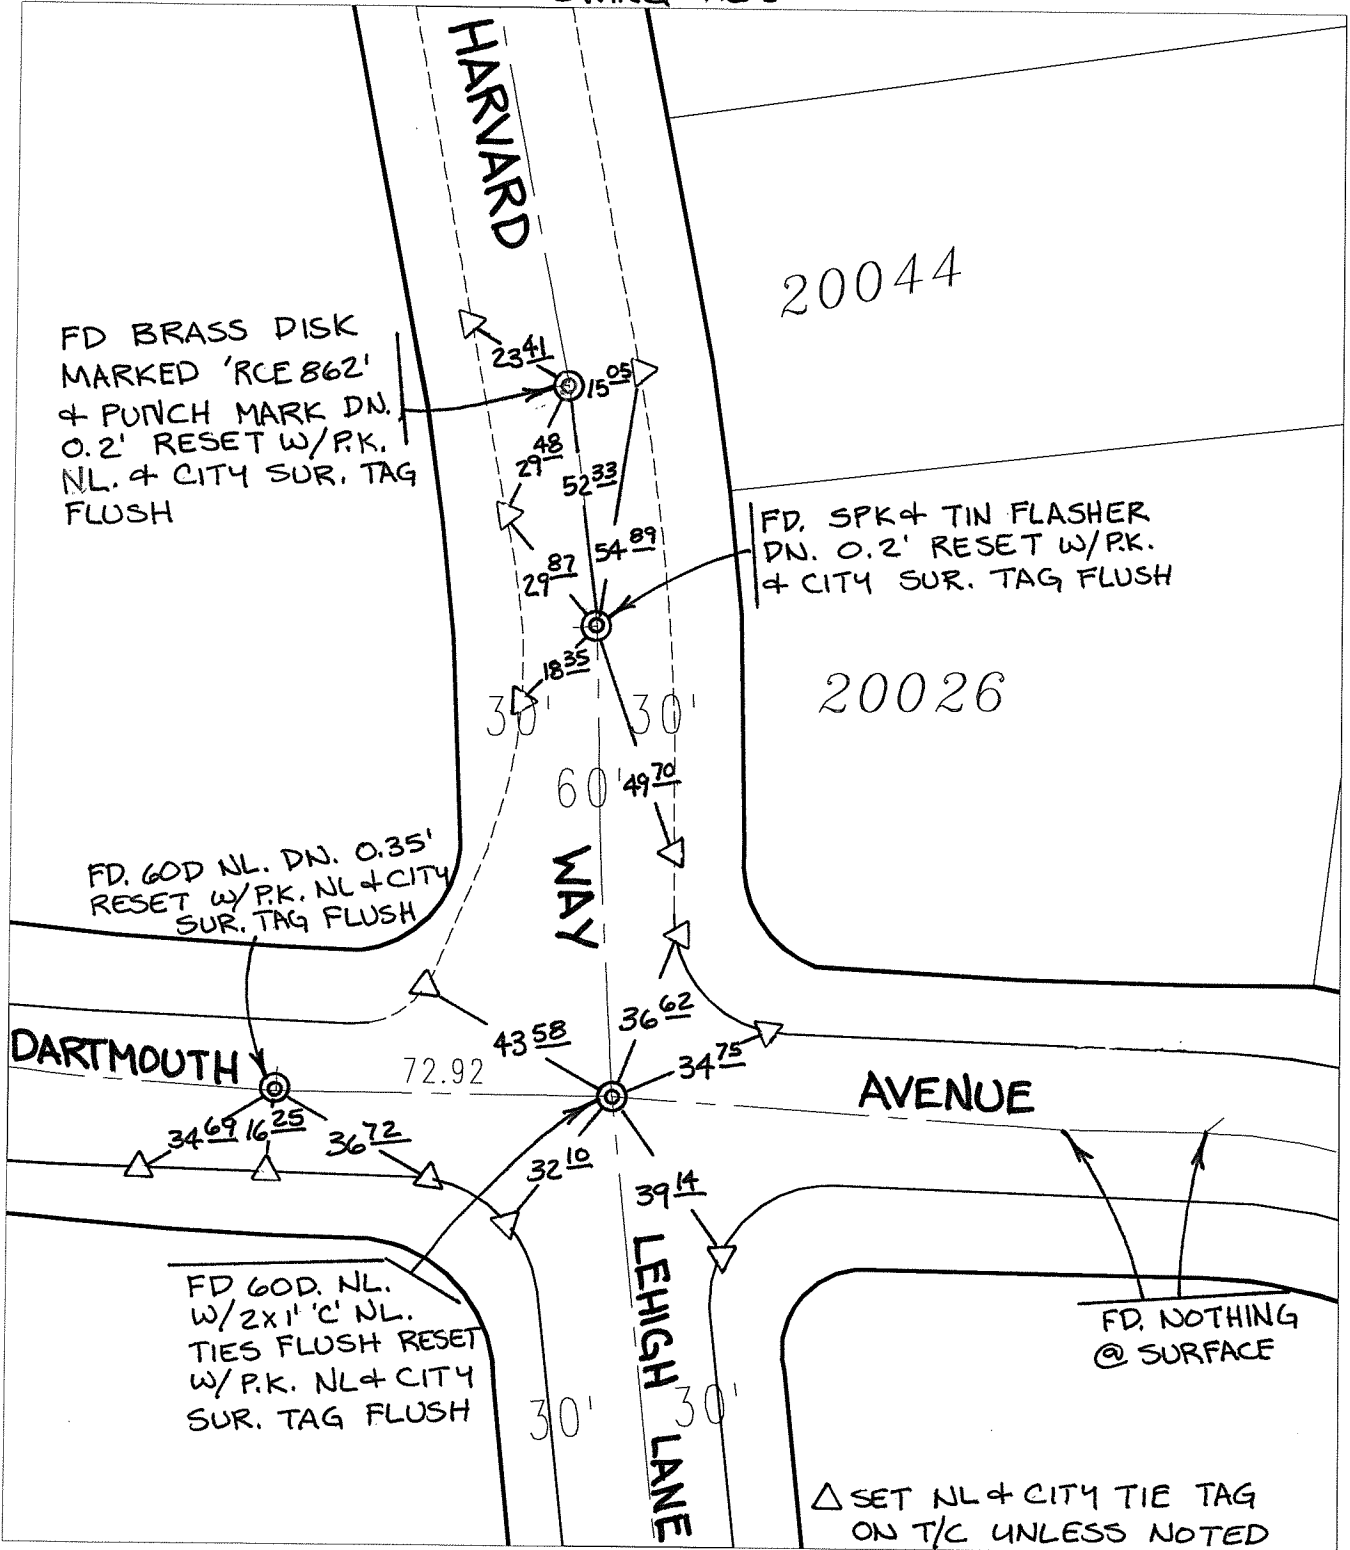 HARVARD
20044
FD BRASS DISK
MARKED 'RCE 862'
& PUNCH MARK DN.
0.2' RESET W/P.K.
NL. & CITY SUR. TAG
FLUSH
23 41
15 05
29 48
52 33
54 89
29 87
18 35
FD. SPK & TIN FLASHER
DN. 0.2' RESET W/P.K.
& CITY SUR. TAG FLUSH
20026
30'
30'
60'
49 70
WAY
FD. 60D NL. DN. 0.35'
RESET W/P.K. NL & CITY
SUR. TAG FLUSH
DARTMOUTH
43 58
72.92
36 62
34 75
AVENUE
34 69
16 25
36 72
32 10
39 14
LEHIGH LANE
FD 60D. NL.
W/2x1' 'C' NL.
TIES FLUSH RESET
W/P.K. NL & CITY
SUR. TAG FLUSH
30'
30'
FD. NOTHING
@ SURFACE
△ SET NL & CITY TIE TAG
ON T/C UNLESS NOTED